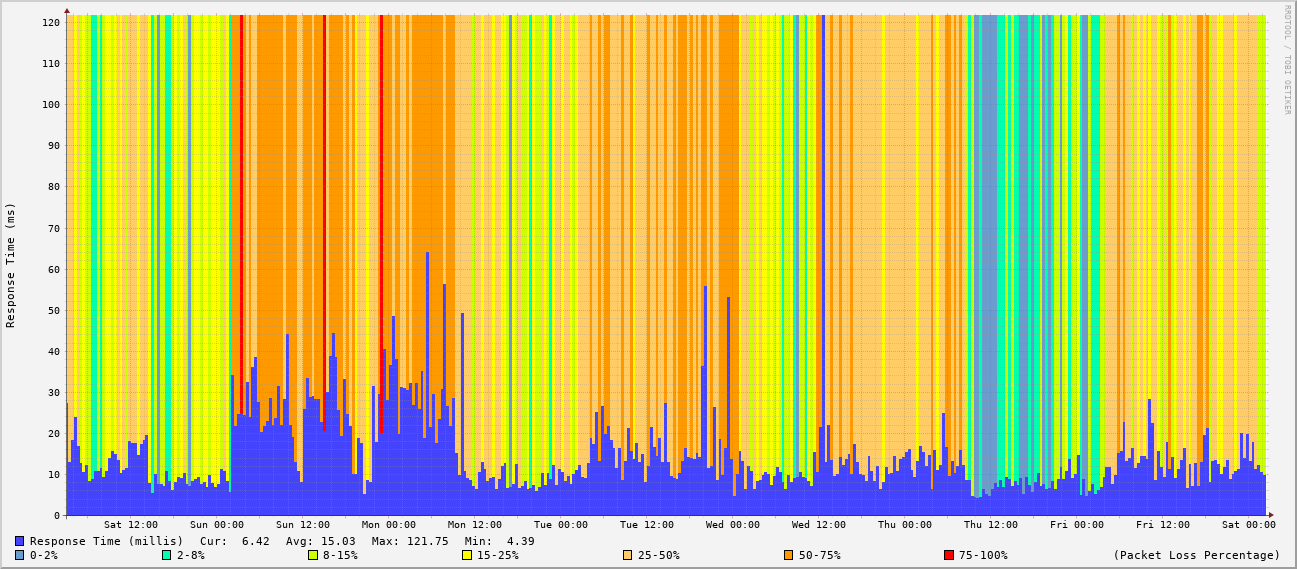 RRDTOOL / TOBI OETIKER
Response Time (ms)
120
110
100
90
80
70
60
50
40
30
20
10
0
Sat 12:00 Sun 00:00 Sun 12:00 Mon 00:00 Mon 12:00 Tue 00:00 Tue 12:00 Wed 00:00 Wed 12:00 Thu 00:00 Thu 12:00 Fri 00:00 Fri 12:00 Sat 00:00
Response Time (millis) Cur: 6.42 Avg: 15.03 Max: 121.75 Min: 4.39
0-2% 2-8% 8-15% 15-25% 25-50% 50-75% 75-100% (Packet Loss Percentage)